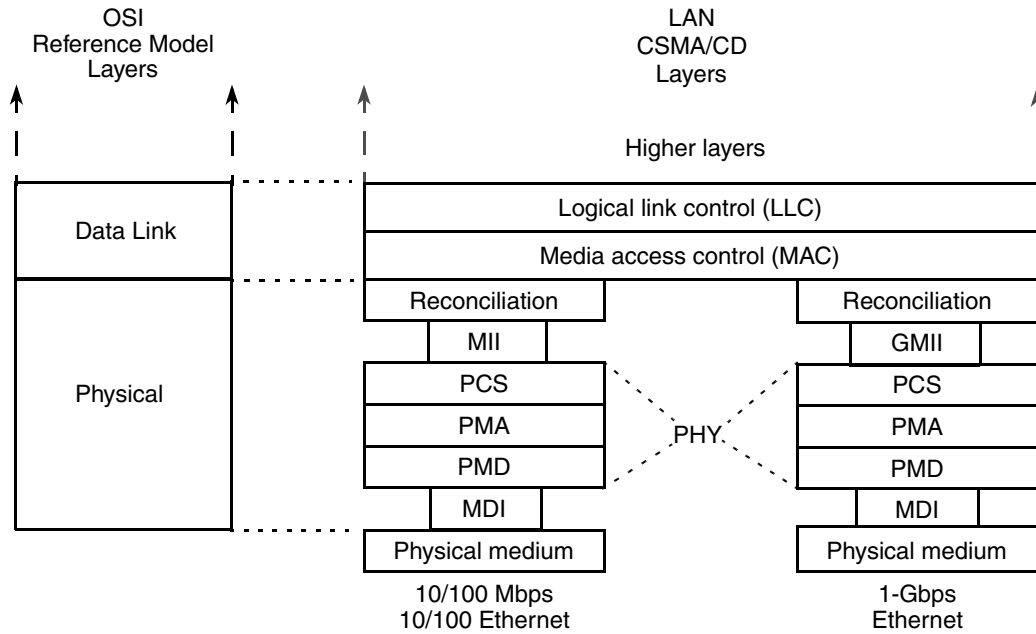 OSI
Reference Model
Layers
LAN
CSMA/CD
Layers
Higher layers
Data Link
Logical link control (LLC)
Media access control (MAC)
Physical
Reconciliation
MII
PCS
PMA
PMD
MDI
Physical medium
10/100 Mbps
10/100 Ethernet
PHY
Reconciliation
GMII
PCS
PMA
PMD
MDI
Physical medium
1-Gbps
Ethernet